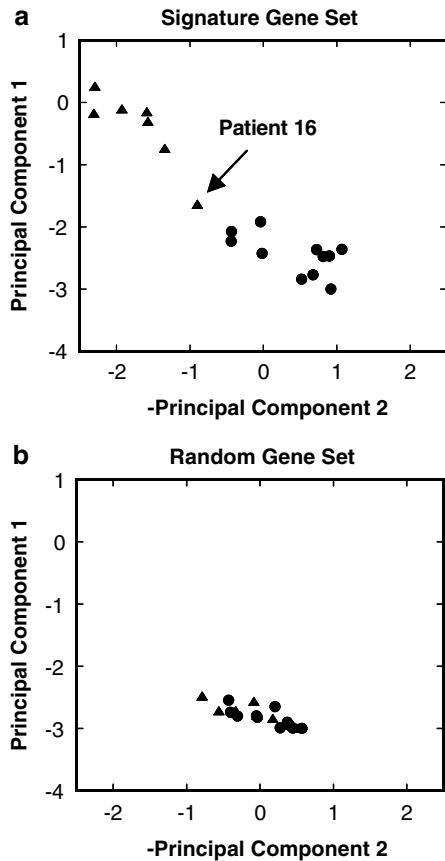 a
Signature Gene Set
Principal Component 1
1
0
-1
-2
-3
-4
Patient 16
-2
-1
0
1
2
-Principal Component 2
b
Random Gene Set
Principal Component 1
1
0
-1
-2
-3
-4
-2
-1
0
1
2
-Principal Component 2